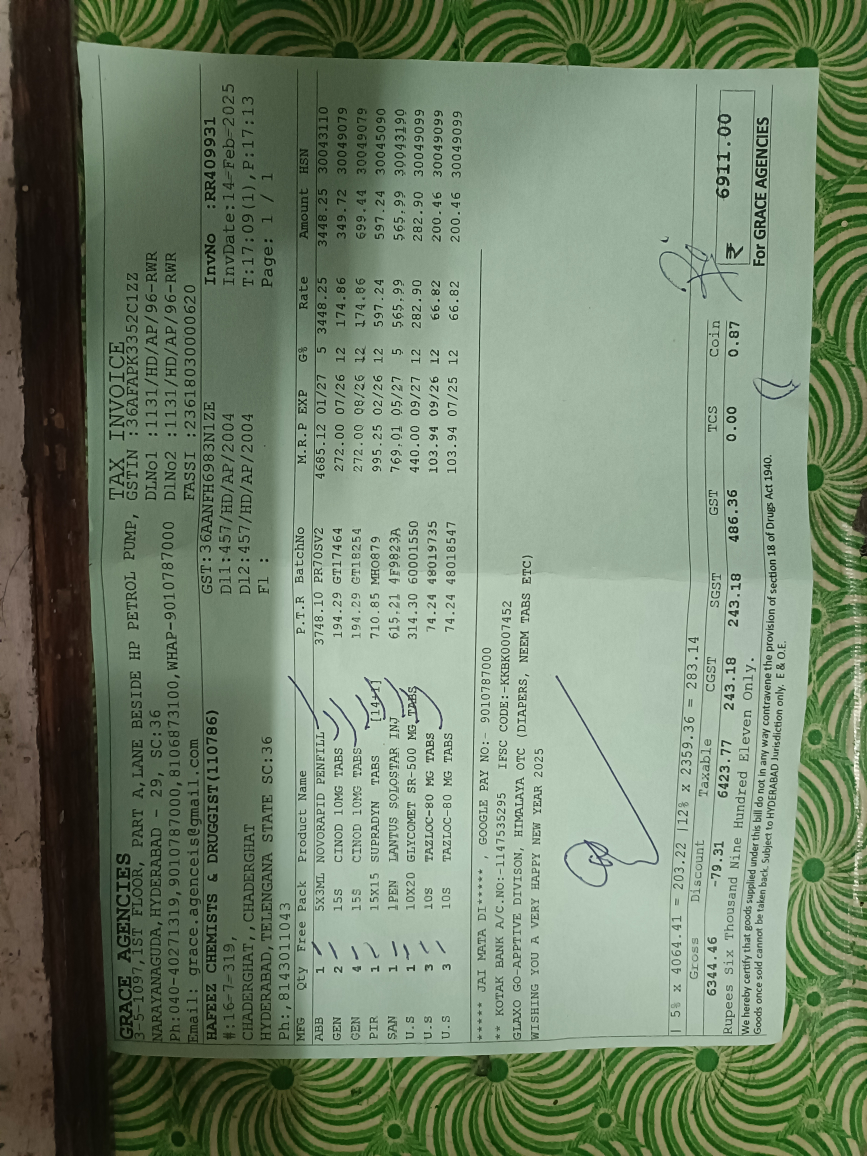 GRACE AGENCIES
3-5-1097,1ST FLOOR, PART A,LANE BESIDE HP PETROL PUMP,
NARAYANAGUDA,HYDERABAD - 29, SC:36
Ph:040-40271319,9010787000,8106873100,WHAP-9010787000
Email: grace.agenceis@gmail.com
TAX INVOICE
GSTIN :36AFAPK3352C1ZZ
DLNo1 :1131/HD/AP/96-RWR
DlNo2 :1131/HD/AP/96-RWR
FASSI :23618030000620
HAFEEZ CHEMISTS & DRUGGIST(110786)
#:16-7-319,
CHADERGHAT,,CHADERGHAT
HYDERABAD,TELENGANA STATE SC:36
Ph:,8143011043
GST:36AANFH6983N1ZE
Dl1:457/HD/AP/2004
Dl2:457/HD/AP/2004
Fl :
InvNo :RR409931
InvDate:14-Feb-2025
T:17:09(1),P:17:13
Page: 1 / 1
MFG Qty Free Pack Product Name P.T.R BatchNo M.R.P EXP G% Rate Amount HSN
ABB 1 5X3ML NOVORAPID PENFILL 3748.10 PR70SV2 4685.12 01/27 5 3448.25 3448.25 30043110
GEN 2 15S CINOD 10MG TABS 194.29 GT17464 272.00 07/26 12 174.86 349.72 30049079
GEN 4 15S CINOD 10MG TABS 194.29 GT18254 272.00 08/26 12 174.86 699.44 30049079
PIR 1 15X15 SUPRADYN TABS [14+1] 710.85 MH0879 995.25 02/26 12 597.24 597.24 30045090
SAN 1 1PEN LANTUS SOLOSTAR INJ 615.21 4F9823A 769.01 05/27 5 565.99 565.99 30043190
U.S 1 10X20 GLYCOMET SR-500 MG TABS 314.30 60001550 440.00 09/27 12 282.90 282.90 30049099
U.S 3 10S TAZLOC-80 MG TABS 74.24 48019735 103.94 09/26 12 66.82 200.46 30049099
U.S 3 10S TAZLOC-80 MG TABS 74.24 48018547 103.94 07/25 12 66.82 200.46 30049099
***** JAI MATA DI***** , GOOGLE PAY NO:- 9010787000
** KOTAK BANK A/C.NO:-1147535295 IFSC CODE:-KKBK0007452
GLAXO GO-APPTIVE DIVISON, HIMALAYA OTC (DIAPERS, NEEM TABS ETC)
WISHING YOU A VERY HAPPY NEW YEAR 2025
| 5% x 4064.41 = 203.22 |12% x 2359.36 = 283.14
Gross Discount Taxable CGST SGST GST TCS Coin
6344.46 -79.31 6423.77 243.18 243.18 486.36 0.00 0.87 ₹ 6911.00
Rupees Six Thousand Nine Hundred Eleven Only.
We hereby certify that goods supplied under this bill do not in any way contravene the provision of section 18 of Drugs Act 1940.
Goods once sold cannot be taken back. Subject to HYDERABAD Jurisdiction only. E & O.E.
For GRACE AGENCIES